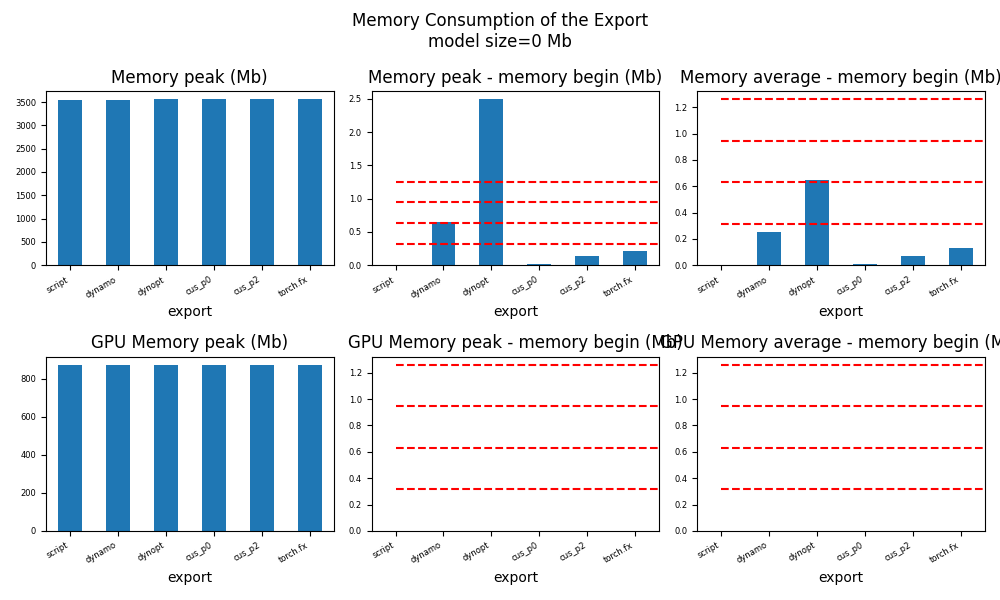 Memory Consumption of the Export
model size=0 Mb
Memory peak (Mb)
3500
3000
2500
2000
1500
1000
500
0
script
dynamo
dynopt
cus_p0
cus_p2
torch.fx
export
Memory peak - memory begin (Mb)
2.5
2.0
1.5
1.0
0.5
0.0
script
dynamo
dynopt
cus_p0
cus_p2
torch.fx
export
Memory average - memory begin (Mb)
1.2
1.0
0.8
0.6
0.4
0.2
0.0
script
dynamo
dynopt
cus_p0
cus_p2
torch.fx
export
GPU Memory peak (Mb)
800
600
400
200
0
script
dynamo
dynopt
cus_p0
cus_p2
torch.fx
export
GPU Memory peak - memory begin (Mb)
1.2
1.0
0.8
0.6
0.4
0.2
0.0
script
dynamo
dynopt
cus_p0
cus_p2
torch.fx
export
GPU Memory average - memory begin (M
1.2
1.0
0.8
0.6
0.4
0.2
0.0
script
dynamo
dynopt
cus_p0
cus_p2
torch.fx
export